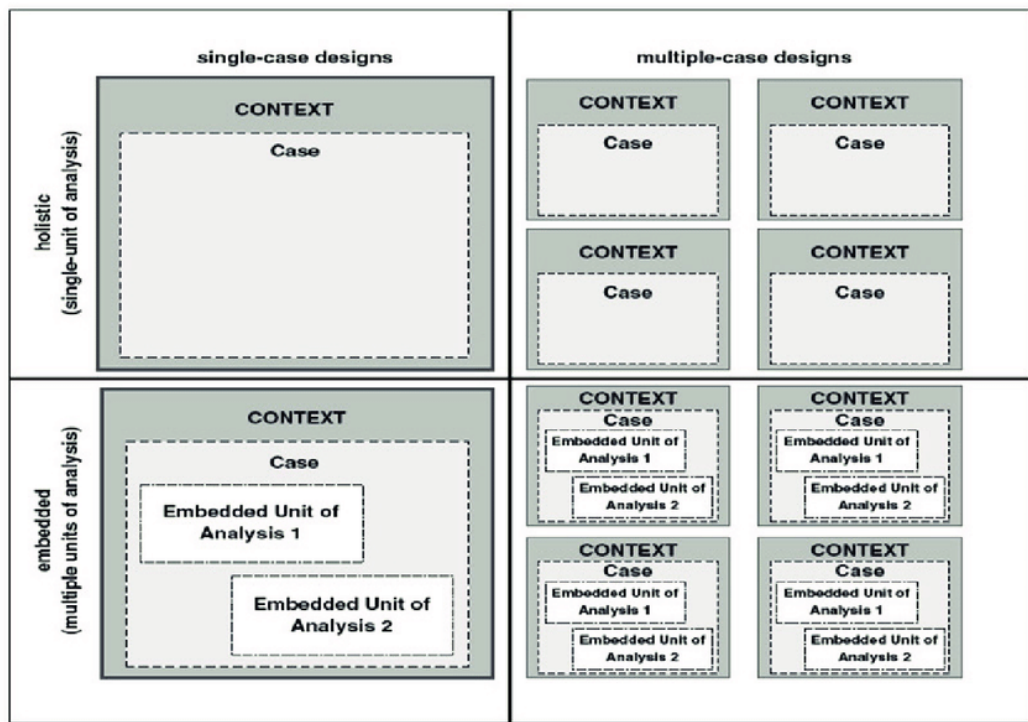 single-case designs
multiple-case designs
holistic
(single-unit of analysis)
CONTEXT
Case
CONTEXT
Case
CONTEXT
Case
CONTEXT
Case
CONTEXT
Case
embedded
(multiple units of analysis)
CONTEXT
Case
Embedded Unit of
Analysis 1
Embedded Unit of
Analysis 2
CONTEXT
Case
Embedded Unit of
Analysis 1
Embedded Unit of
Analysis 2
CONTEXT
Case
Embedded Unit of
Analysis 1
Embedded Unit of
Analysis 2
CONTEXT
Case
Embedded Unit of
Analysis 1
Embedded Unit of
Analysis 2
CONTEXT
Case
Embedded Unit of
Analysis 1
Embedded Unit of
Analysis 2